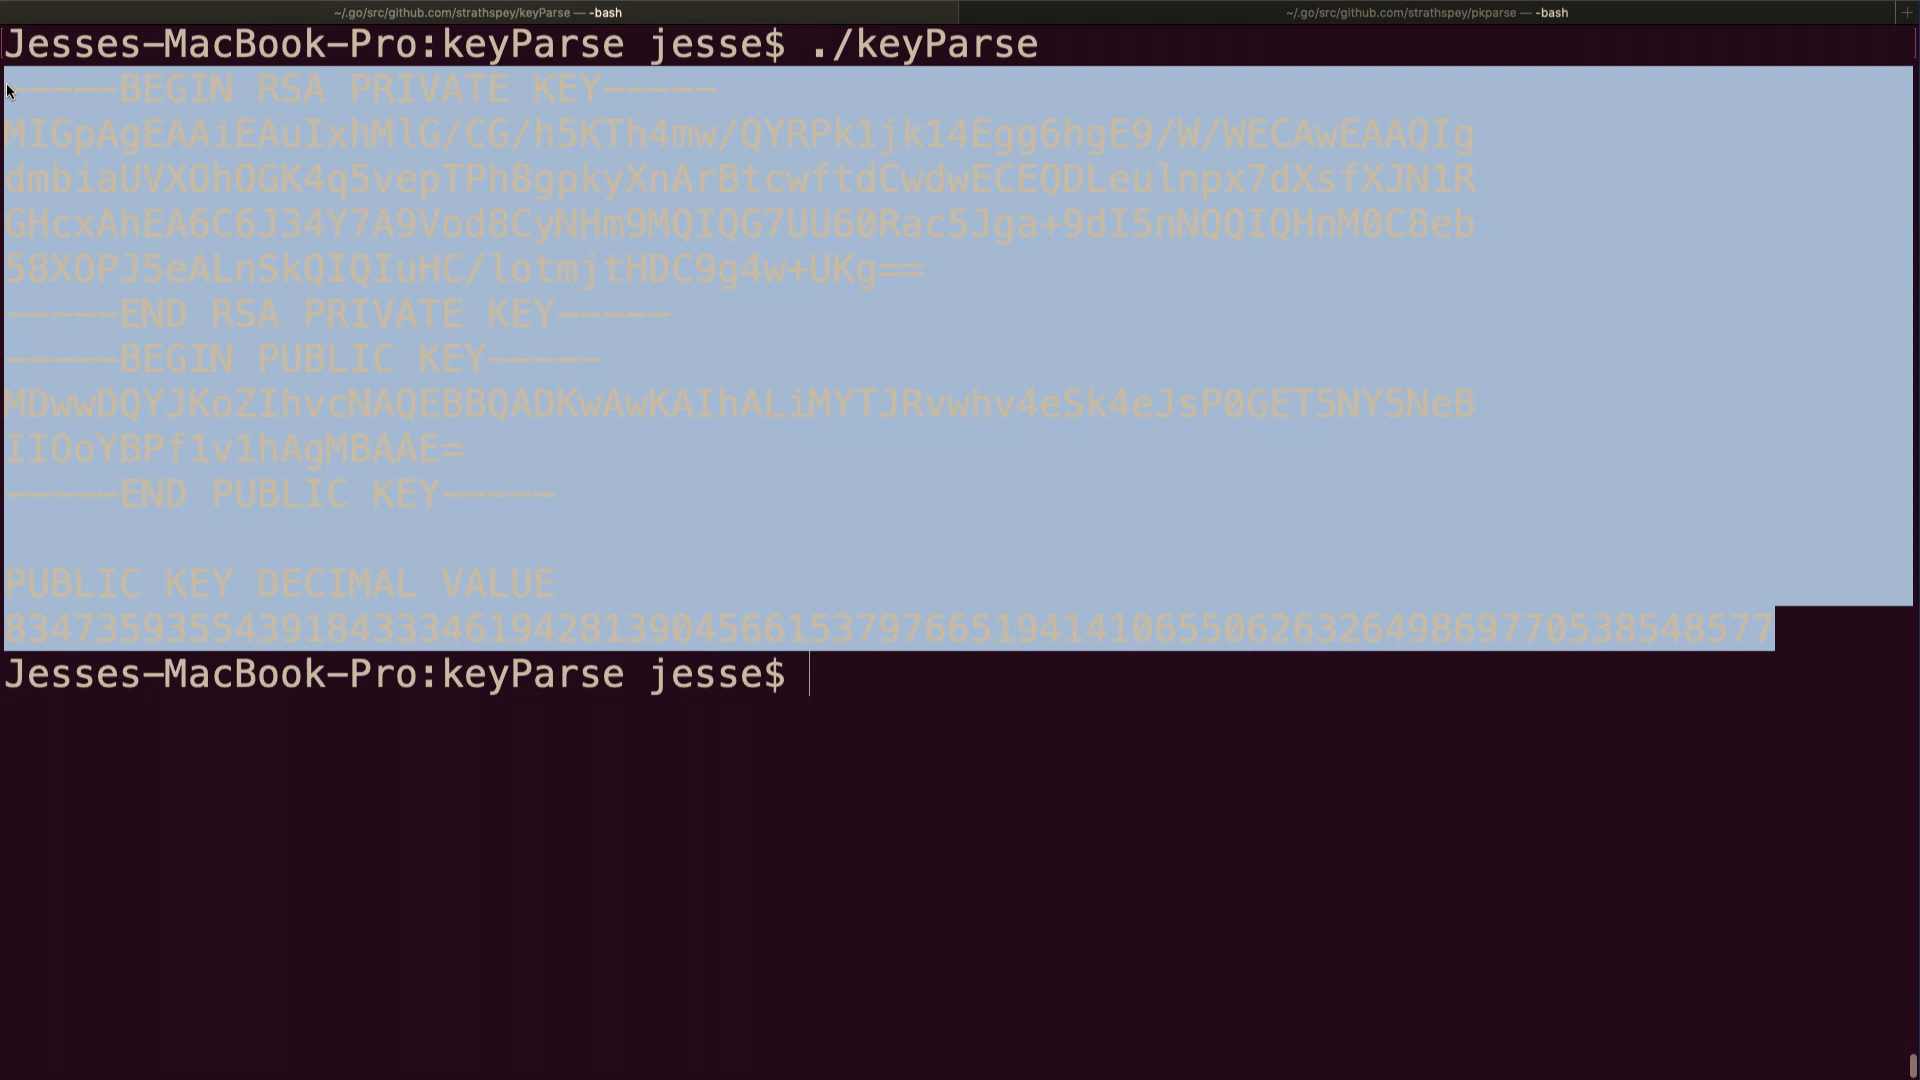 ~/.go/src/github.com/strathspey/keyParse — -bash
~/.go/src/github.com/strathspey/pkparse — -bash
Jesses-MacBook-Pro:keyParse jesse$ ./keyParse
-----BEGIN RSA PRIVATE KEY-----
MIGpAgEAAiEAuIxhMlG/CG/h5KTh4mw/QYRPk1jk14Egg6hgE9/W/WECAwEAAQIg
dmbiaUVXOhOGK4q5vepTPh8gpkyXnArBtcwftdCwdwECEQDLeulnpx7dXsfXJN1R
GHcxAhEA6C6J34Y7A9Vod8CyNHm9MQIQG7UU60Rac5Jga+9dI5nNQQIQHnM0C8eb
58XOPJ5eALnSkQIQIuHC/lotmjtHDC9g4w+UKg==
-----END RSA PRIVATE KEY-----
-----BEGIN PUBLIC KEY-----
MDwwDQYJKoZIhvcNAQEBBQADKwAwKAIhALiMYTJRvwhv4eSk4eJsP0GET5NY5NeB
IIOoYBPf1v1hAgMBAAE=
-----END PUBLIC KEY-----
PUBLIC KEY DECIMAL VALUE
83473593554391843334619428139045661537976651941410655062632649869770538548577
Jesses-MacBook-Pro:keyParse jesse$